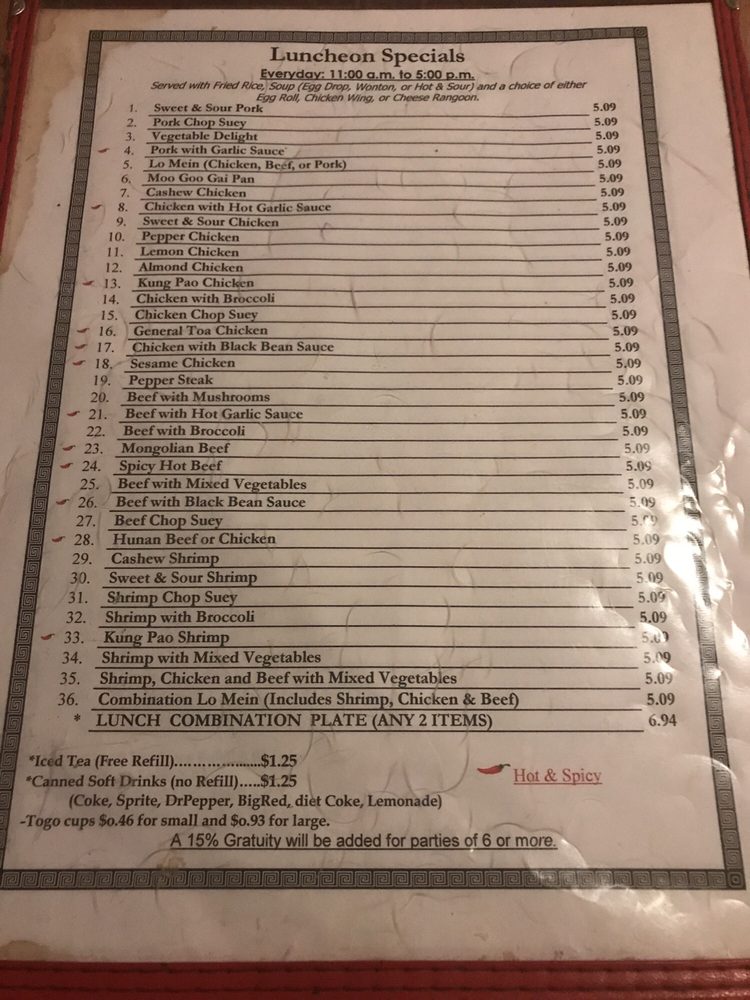 Luncheon Specials
Everyday: 11:00 a.m. to 5:00 p.m.
Served with Fried Rice, Soup (Egg Drop, Wonton, or Hot & Sour) and a choice of either
Egg Roll, Chicken Wing, or Cheese Rangoon.
1. Sweet & Sour Pork 5.09
2. Pork Chop Suey 5.09
3. Vegetable Delight 5.09
4. Pork with Garlic Sauce 5.09
5. Lo Mein (Chicken, Beef, or Pork) 5.09
6. Moo Goo Gai Pan 5.09
7. Cashew Chicken 5.09
8. Chicken with Hot Garlic Sauce 5.09
9. Sweet & Sour Chicken 5.09
10. Pepper Chicken 5.09
11. Lemon Chicken 5.09
12. Almond Chicken 5.09
13. Kung Pao Chicken 5.09
14. Chicken with Broccoli 5.09
15. Chicken Chop Suey 5.09
16. General Toa Chicken 5.09
17. Chicken with Black Bean Sauce 5.09
18. Sesame Chicken 5.09
19. Pepper Steak 5.09
20. Beef with Mushrooms 5.09
21. Beef with Hot Garlic Sauce 5.09
22. Beef with Broccoli 5.09
23. Mongolian Beef 5.09
24. Spicy Hot Beef 5.09
25. Beef with Mixed Vegetables 5.09
26. Beef with Black Bean Sauce 5.09
27. Beef Chop Suey
28. Hunan Beef or Chicken 5.09
29. Cashew Shrimp 5.09
30. Sweet & Sour Shrimp 5.09
31. Shrimp Chop Suey 5.09
32. Shrimp with Broccoli 5.09
33. Kung Pao Shrimp 5.09
34. Shrimp with Mixed Vegetables 5.09
35. Shrimp, Chicken and Beef with Mixed Vegetables 5.09
36. Combination Lo Mein (Includes Shrimp, Chicken & Beef) 5.09
* LUNCH COMBINATION PLATE (ANY 2 ITEMS) 6.94
*Iced Tea (Free Refill)....................$1.25
*Canned Soft Drinks (no Refill).....$1.25
(Coke, Sprite, DrPepper, BigRed, diet Coke, Lemonade)
-Togo cups $0.46 for small and $0.93 for large.
Hot & Spicy
A 15% Gratuity will be added for parties of 6 or more.